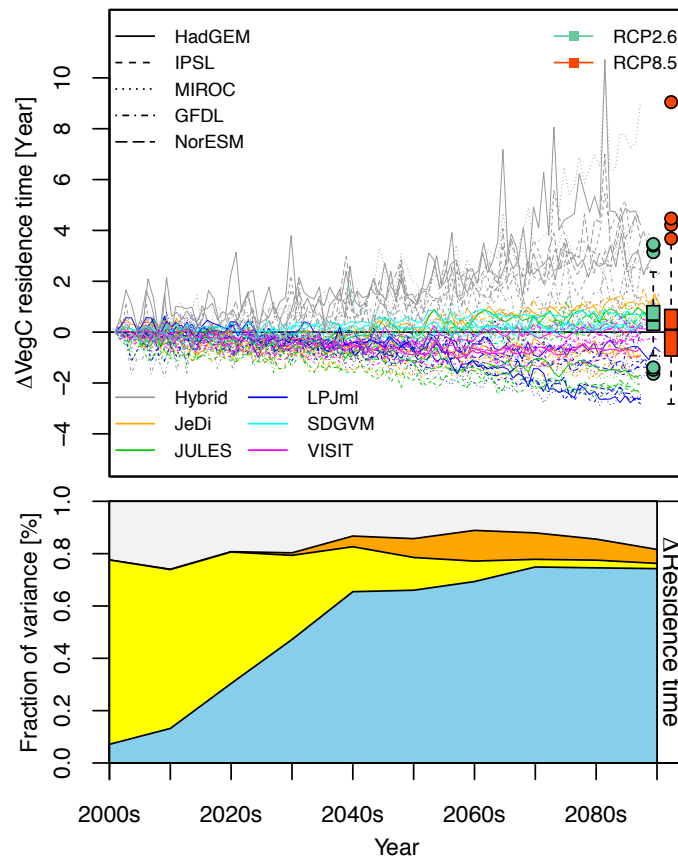 HadGEM
IPSL
MIROC
GFDL
NorESM
RCP2.6
RCP8.5
ΔVegC residence time [Year]
10
8
6
4
2
0
−2
−4
Hybrid
JeDi
JULES
LPJml
SDGVM
VISIT
Fraction of variance [%]
1.0
0.8
0.6
0.4
0.2
0.0
ΔResidence time
2000s
2020s
2040s
2060s
2080s
Year